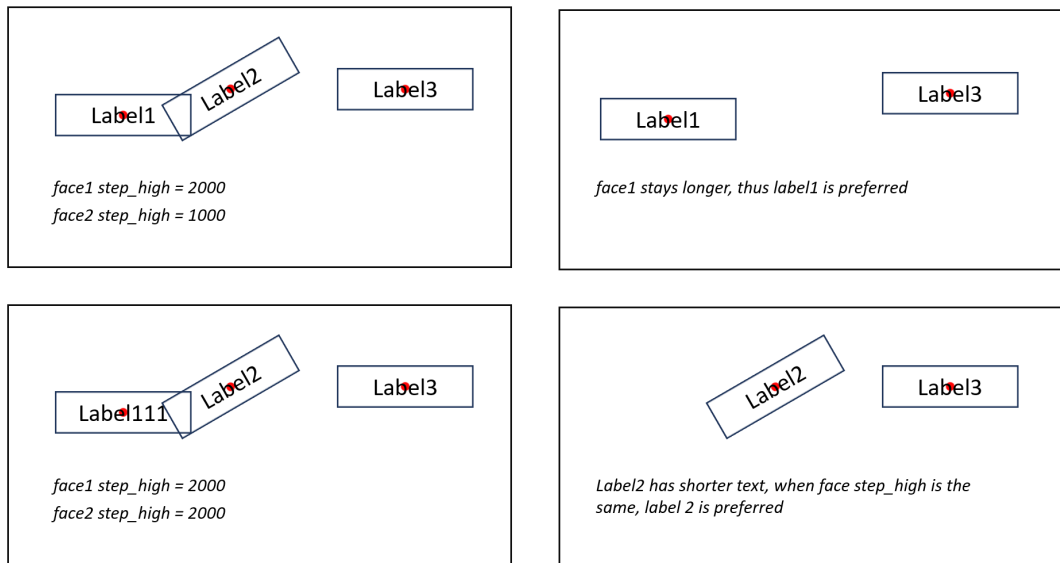 Label1
Label2
Label3
face1 step_high = 2000
face2 step_high = 1000
Label1
Label3
face1 stays longer, thus label1 is preferred
Label111
Label2
Label3
face1 step_high = 2000
face2 step_high = 2000
Label2
Label3
Label2 has shorter text, when face step_high is the
same, label 2 is preferred